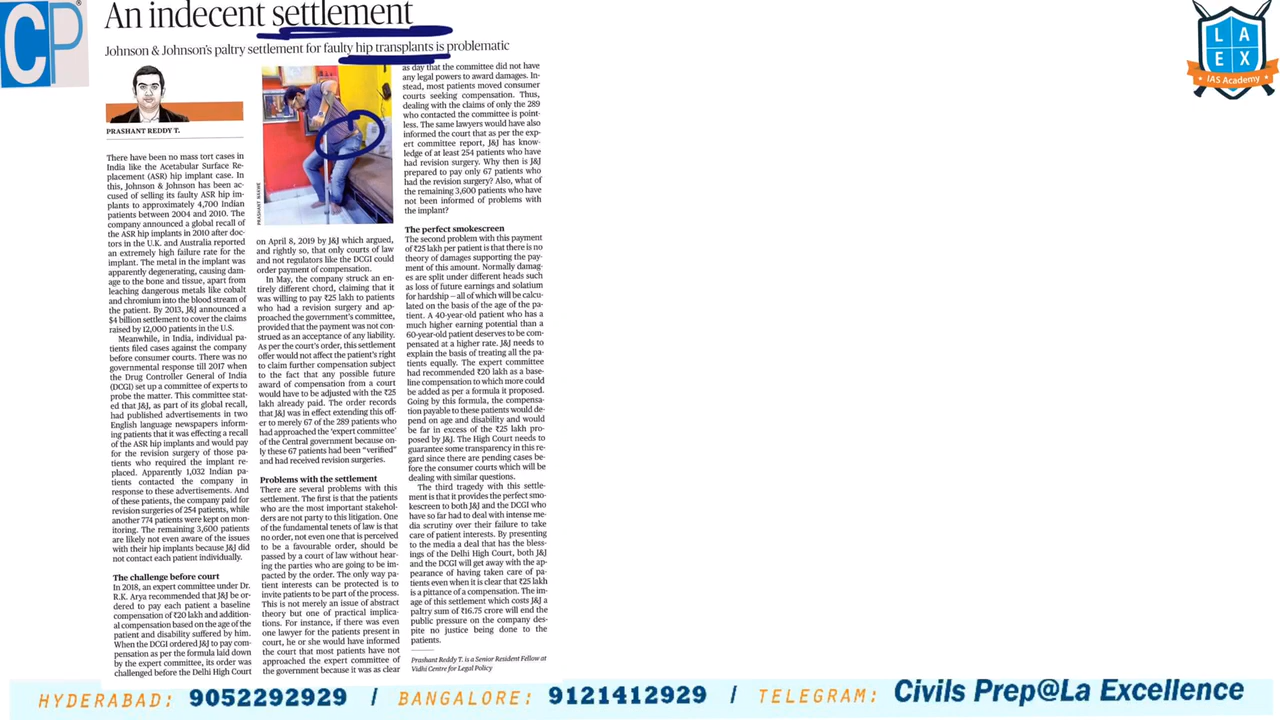 CP
An indecent settlement
Johnson & Johnson's paltry settlement for faulty hip transplants is problematic
LAEX
IAS Academy
PRASHANT REDDY T.
There have been no mass tort cases in
India like the Acetabular Surface Re-
placement (ASR) hip implant case. In
this, Johnson & Johnson has been ac-
cused of selling its faulty ASR hip im-
plants to approximately 4,700 Indian
patients between 2004 and 2010. The
company announced a global recall of
the ASR hip implants in 2010 after doc-
tors in the U.K. and Australia reported
an extremely high failure rate for the
implant. The metal in the implant was
apparently degenerating, causing dam-
age to the bone and tissue, apart from
leaching dangerous metals like cobalt
and chromium into the blood stream of
the patient. By 2013, J&J announced a
$4 billion settlement to cover the claims
raised by 12,000 patients in the U.S.
Meanwhile, in India, individual pa-
tients filed cases against the company
before consumer courts. There was no
governmental response till 2017 when
the Drug Controller General of India
(DCGI) set up a committee of experts to
probe the matter. This committee stat-
ed that J&J, as part of its global recall,
had published advertisements in two
English language newspapers inform-
ing patients that it was effecting a recall
of the ASR hip implants and would pay
for the revision surgery of those pa-
tients who required the implant re-
placed. Apparently 1,032 Indian pa-
tients contacted the company in
response to these advertisements. And
of these patients, the company paid for
revision surgeries of 254 patients, while
another 774 patients were kept on mon-
itoring. The remaining 3,600 patients
are likely not even aware of the issues
with their hip implants because J&J did
not contact each patient individually.
The challenge before court
In 2018, an expert committee under Dr.
R.K. Arya recommended that J&J be or-
dered to pay each patient a baseline
compensation of ₹20 lakh and addition-
al compensation based on the age of the
patient and disability suffered by him.
When the DCGI ordered J&J to pay com-
pensation as per the formula laid down
by the expert committee, its order was
challenged before the Delhi High Court
PRASHANT NAKWE
on April 8, 2019 by J&J which argued,
and rightly so, that only courts of law
and not regulators like the DCGI could
order payment of compensation.
In May, the company struck an en-
tirely different chord, claiming that it
was willing to pay ₹25 lakh to patients
who had a revision surgery and ap-
proached the government's committee,
provided that the payment was not con-
strued as an acceptance of any liability.
As per the court's order, this settlement
offer would not affect the patient's right
to claim further compensation subject
to the fact that any possible future
award of compensation from a court
would have to be adjusted with the ₹25
lakh already paid. The order records
that J&J was in effect extending this off-
er to merely 67 of the 289 patients who
had approached the 'expert committee'
of the Central government because on-
ly these 67 patients had been "verified"
and had received revision surgeries.
Problems with the settlement
There are several problems with this
settlement. The first is that the patients
who are the most important stakehol-
ders are not party to this litigation. One
of the fundamental tenets of law is that
no order, not even one that is perceived
to be a favourable order, should be
passed by a court of law without hear-
ing the parties who are going to be im-
pacted by the order. The only way pa-
tient interests can be protected is to
invite patients to be part of the process.
This is not merely an issue of abstract
theory but one of practical implica-
tions. For instance, if there was even
one lawyer for the patients present in
court, he or she would have informed
the court that most patients have not
approached the expert committee of
the government because it was as clear
as day that the committee did not have
any legal powers to award damages. In-
stead, most patients moved consumer
courts seeking compensation. Thus,
dealing with the claims of only the 289
who contacted the committee is point-
less. The same lawyers would have also
informed the court that as per the exp-
ert committee report, J&J has know-
ledge of at least 254 patients who have
had revision surgery. Why then is J&J
prepared to pay only 67 patients who
had the revision surgery? Also, what of
the remaining 3,600 patients who have
not been informed of problems with
the implant?
The perfect smokescreen
The second problem with this payment
of ₹25 lakh per patient is that there is no
theory of damages supporting the pay-
ment of this amount. Normally damag-
es are split under different heads such
as loss of future earnings and solatium
for hardship – all of which will be calcu-
lated on the basis of the age of the pa-
tient. A 40-year-old patient who has a
much higher earning potential than a
60-year-old patient deserves to be com-
pensated at a higher rate. J&J needs to
explain the basis of treating all the pa-
tients equally. The expert committee
had recommended ₹20 lakh as a base-
line compensation to which more could
be added as per a formula it proposed.
Going by this formula, the compensa-
tion payable to these patients would de-
pend on age and disability and would
be far in excess of the ₹25 lakh pro-
posed by J&J. The High Court needs to
guarantee some transparency in this re-
gard since there are pending cases be-
fore the consumer courts which will be
dealing with similar questions.
The third tragedy with this settle-
ment is that it provides the perfect smo-
kescreen to both J&J and the DCGI who
have so far had to deal with intense me-
dia scrutiny over their failure to take
care of patient interests. By presenting
to the media a deal that has the bless-
ings of the Delhi High Court, both J&J
and the DCGI will get away with the ap-
pearance of having taken care of pa-
tients even when it is clear that ₹25 lakh
is a pittance of a compensation. The im-
age of this settlement which costs J&J a
paltry sum of ₹16.75 crore will end the
public pressure on the company des-
pite no justice being done to the
patients.
Prashant Reddy T. is a Senior Resident Fellow at
Vidhi Centre for Legal Policy
HYDERABAD: 9052292929 / BANGALORE: 9121412929 / TELEGRAM: Civils Prep@La Excellence